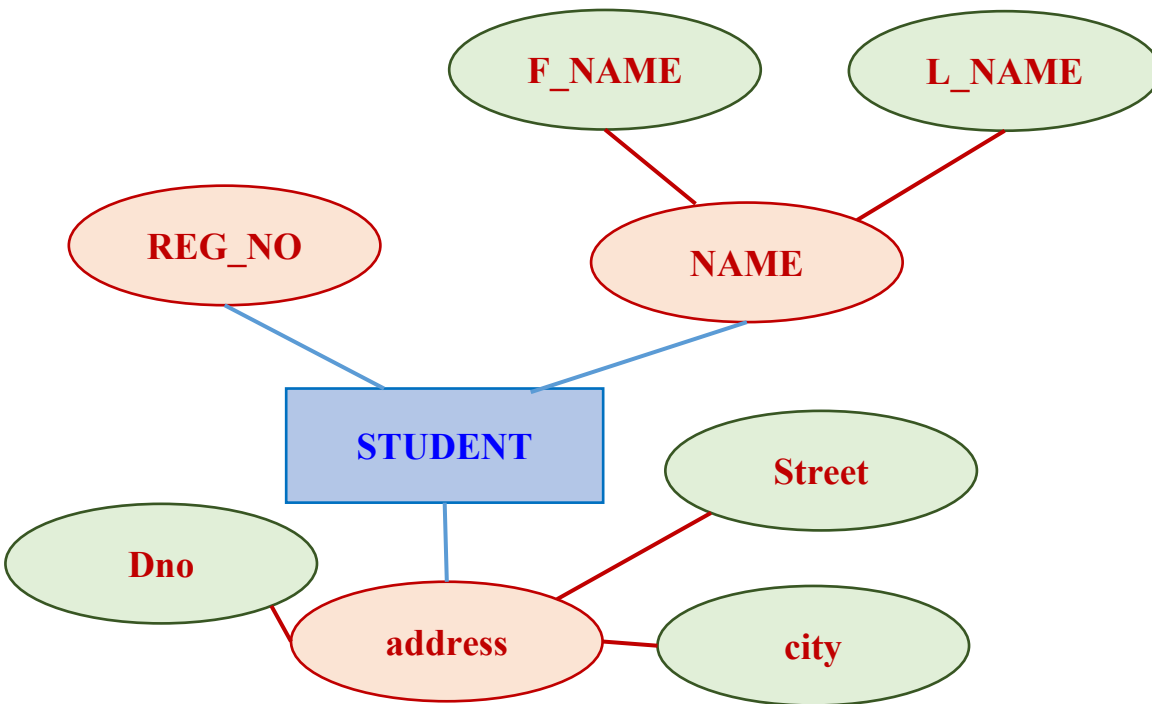 F_NAME
L_NAME
REG_NO
NAME
STUDENT
Street
Dno
address
city